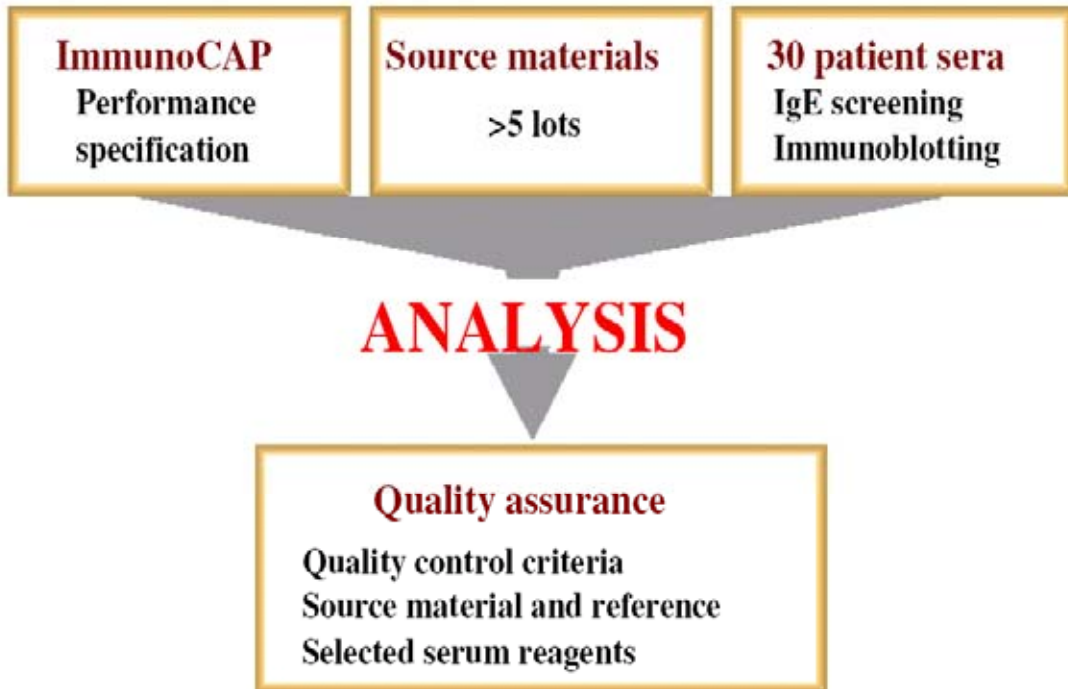 ImmunoCAP
Performance
specification
Source materials
>5 lots
30 patient sera
IgE screening
Immunoblotting
ANALYSIS
Quality assurance
Quality control criteria
Source material and reference
Selected serum reagents